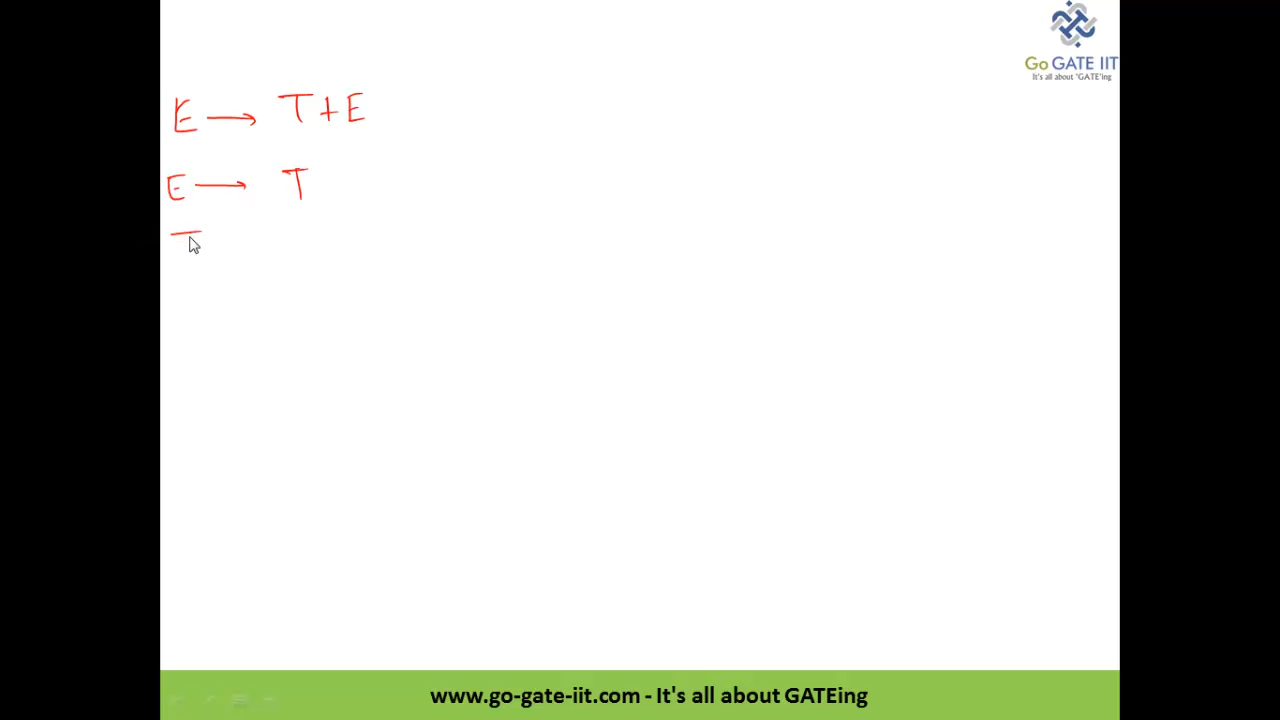 Go GATE IIT
It's all about 'GATE'ing
E → T + E
E → T
www.go-gate-iit.com - It's all about GATEing